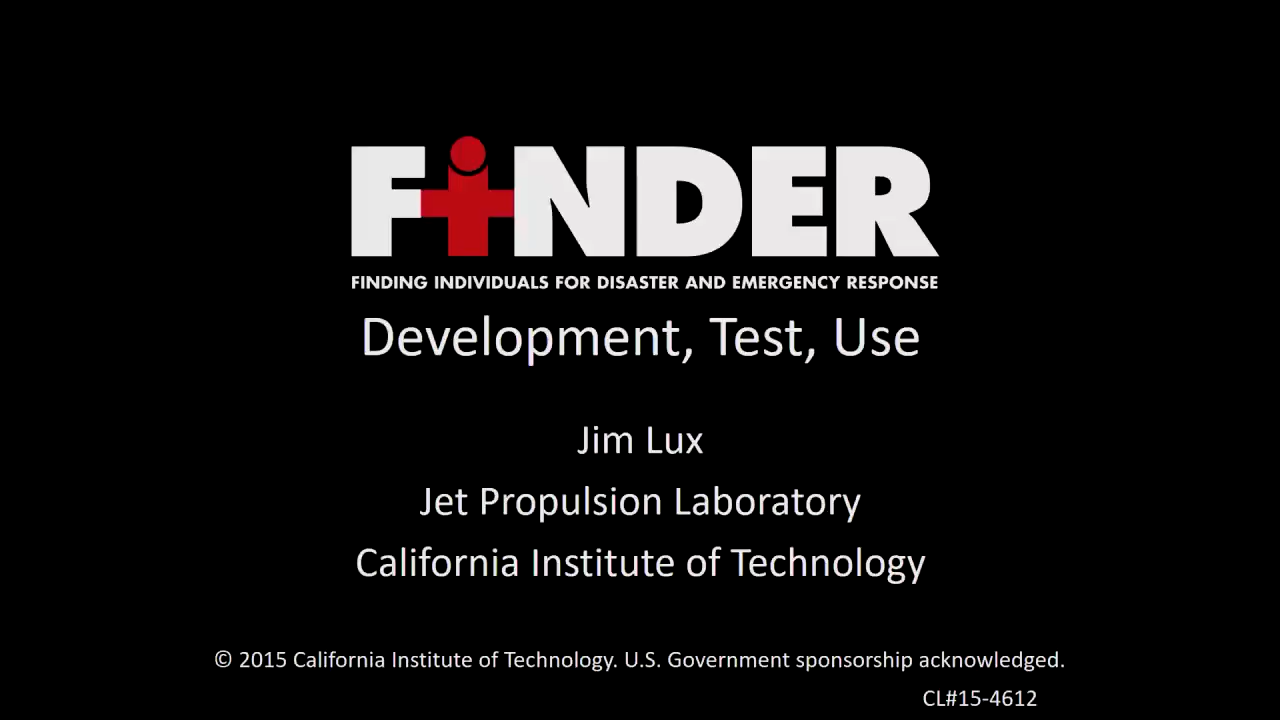 FiNDER
FINDING INDIVIDUALS FOR DISASTER AND EMERGENCY RESPONSE
Development, Test, Use
Jim Lux
Jet Propulsion Laboratory
California Institute of Technology
© 2015 California Institute of Technology. U.S. Government sponsorship acknowledged.
CL#15-4612